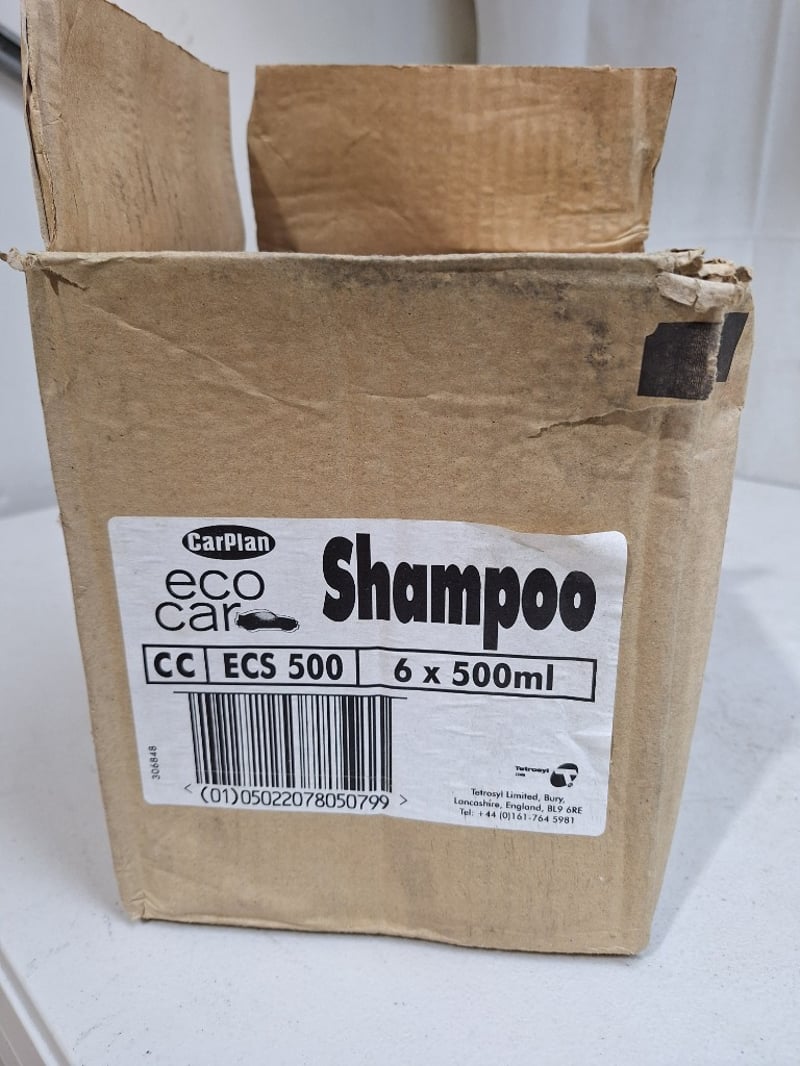 CarPlan
eco
car
Shampoo
CC ECS 500 6 x 500ml
306848
< (01)05022078050799 >
Tetrosyl
Tetrosyl Limited, Bury,
Lancashire, England, BL9 6RE
Tel: +44 (0)161-764 5981